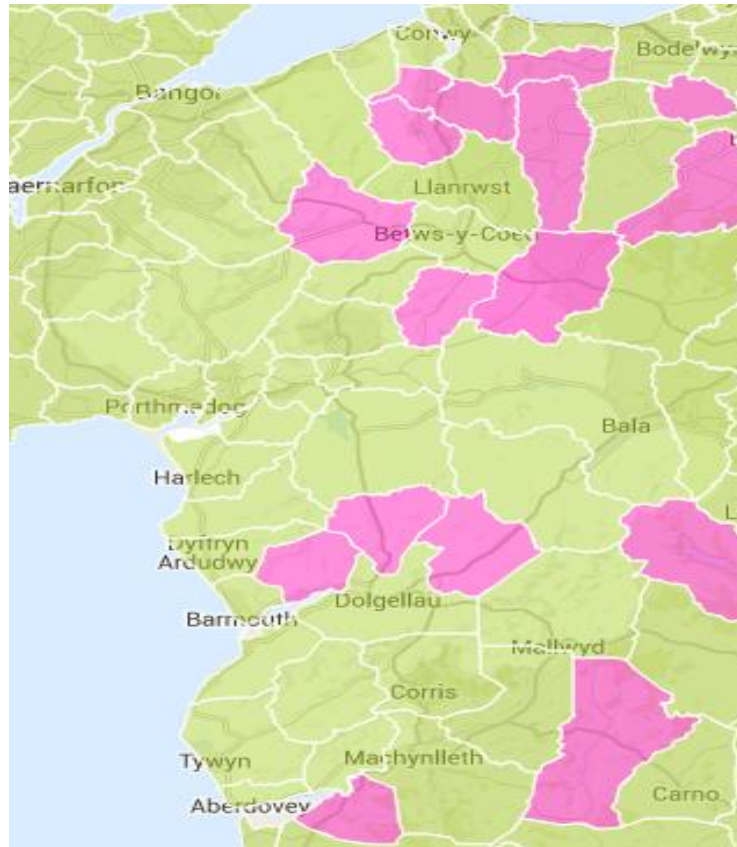 Conwy
Bodelwy
Bangor
aernarfon
Llanrwst
Betws-y-Coed
Porthmadog
Bala
Harlech
L
Dyffryn
Ardudwy
Dolgellau
Barmouth
Mallwyd
Corris
Tywyn
Machynlleth
Carno
Aberdovey